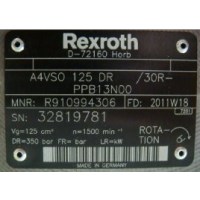 Rexroth
D-72160 Horb
A4VSO 125 DR /30R-
PPB13N00
MNR: R910994306 FD: 2011W18
SN: 32819781
Vg=125 cm³ n=1500 min⁻¹ ROTA-
DR=350 bar FR= bar LR= kW TION
MADE IN GERMANY